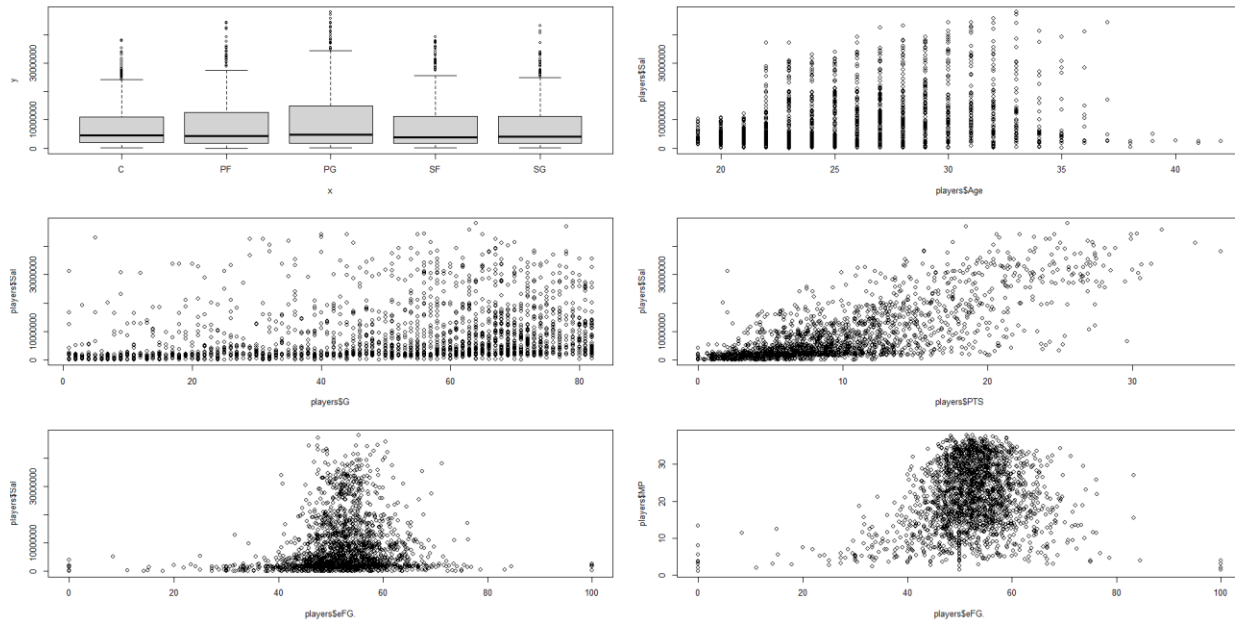 y
0 10000000 30000000
C PF PG SF SG
x
players$Sal
0 10000000 30000000
20 25 30 35 40
players$Age
players$Sal
0 10000000 30000000
0 20 40 60 80
players$G
players$Sal
0 10000000 30000000
0 10 20 30
players$PTS
players$Sal
0 10000000 30000000
0 20 40 60 80 100
players$eFG.
players$MP
0 10 20 30
0 20 40 60 80 100
players$eFG.